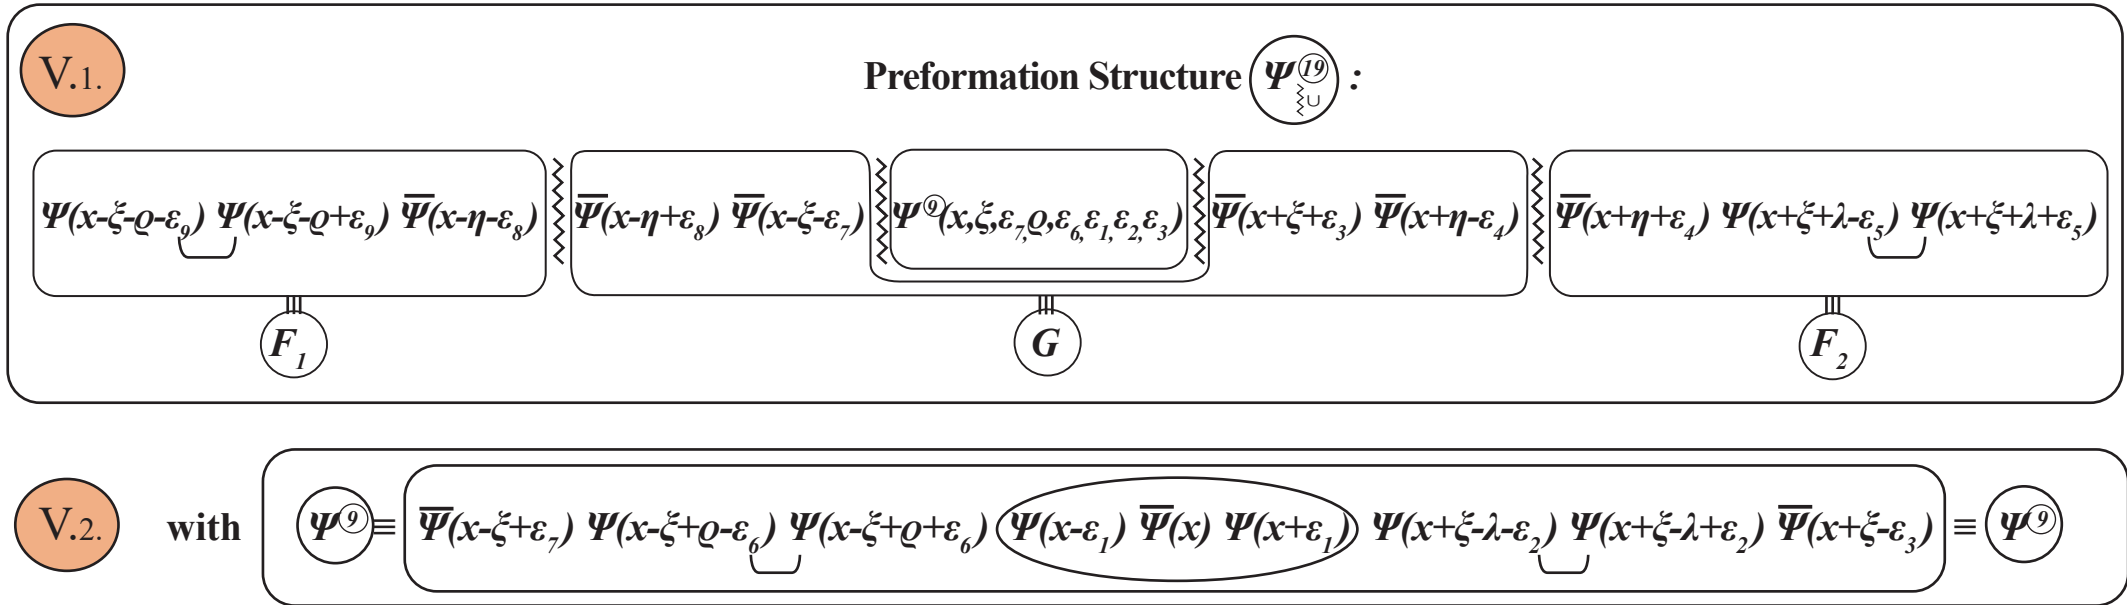 V.1.
Preformation Structure Ψ⑲ ∪ :
Ψ(x-ξ-ϱ-ε₉) Ψ(x-ξ-ϱ+ε₉) Ψ̅(x-η-ε₈) Ψ̅(x-η+ε₈) Ψ̅(x-ξ-ε₇) Ψ⑨(x,ξ,ε₇,ϱ,ε₆,ε₁,ε₂,ε₃) Ψ̅(x+ξ+ε₃) Ψ̅(x+η-ε₄) Ψ̅(x+η+ε₄) Ψ(x+ξ+λ-ε₅) Ψ(x+ξ+λ+ε₅)
F₁ G F₂
V.2. with Ψ⑨ ≡ Ψ̅(x-ξ+ε₇) Ψ(x-ξ+ϱ-ε₆) Ψ(x-ξ+ϱ+ε₆) Ψ(x-ε₁) Ψ̅(x) Ψ(x+ε₁) Ψ(x+ξ-λ-ε₂) Ψ(x+ξ-λ+ε₂) Ψ̅(x+ξ-ε₃) ≡ Ψ⑨